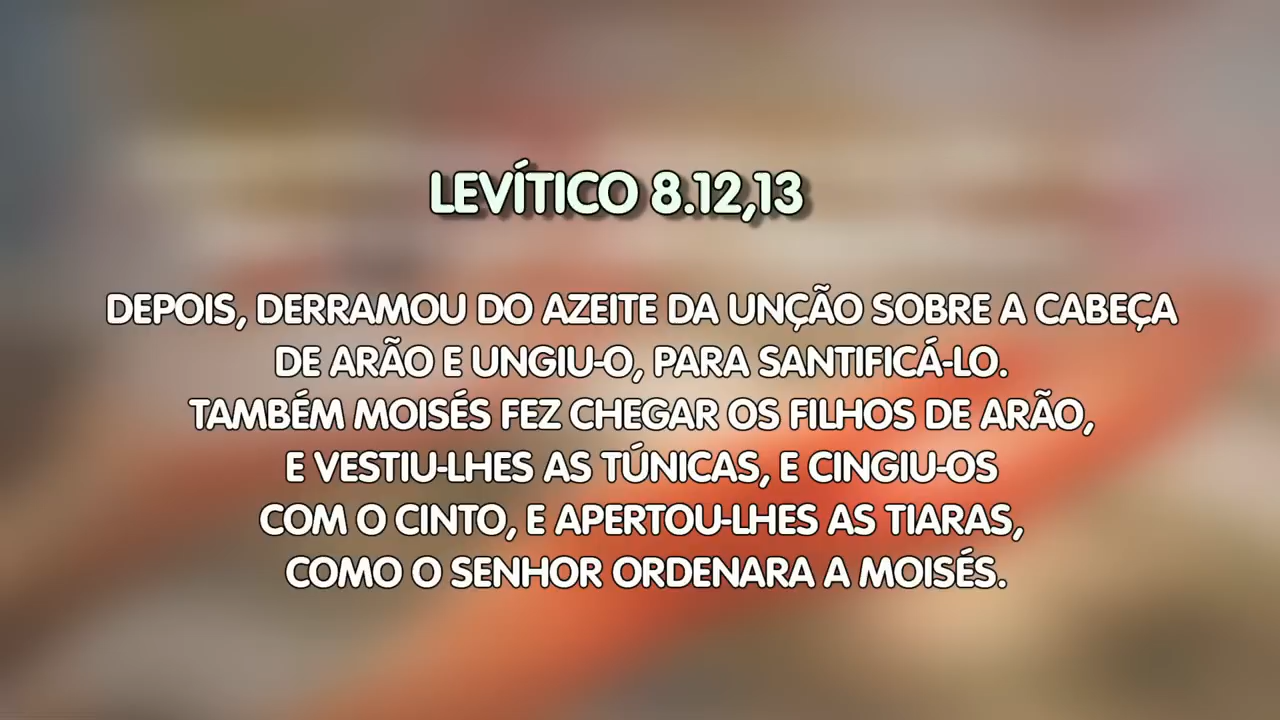 LEVÍTICO 8.12,13
DEPOIS, DERRAMOU DO AZEITE DA UNÇÃO SOBRE A CABEÇA
DE ARÃO E UNGIU-O, PARA SANTIFICÁ-LO.
TAMBÉM MOISÉS FEZ CHEGAR OS FILHOS DE ARÃO,
E VESTIU-LHES AS TÚNICAS, E CINGIU-OS
COM O CINTO, E APERTOU-LHES AS TIARAS,
COMO O SENHOR ORDENARA A MOISÉS.